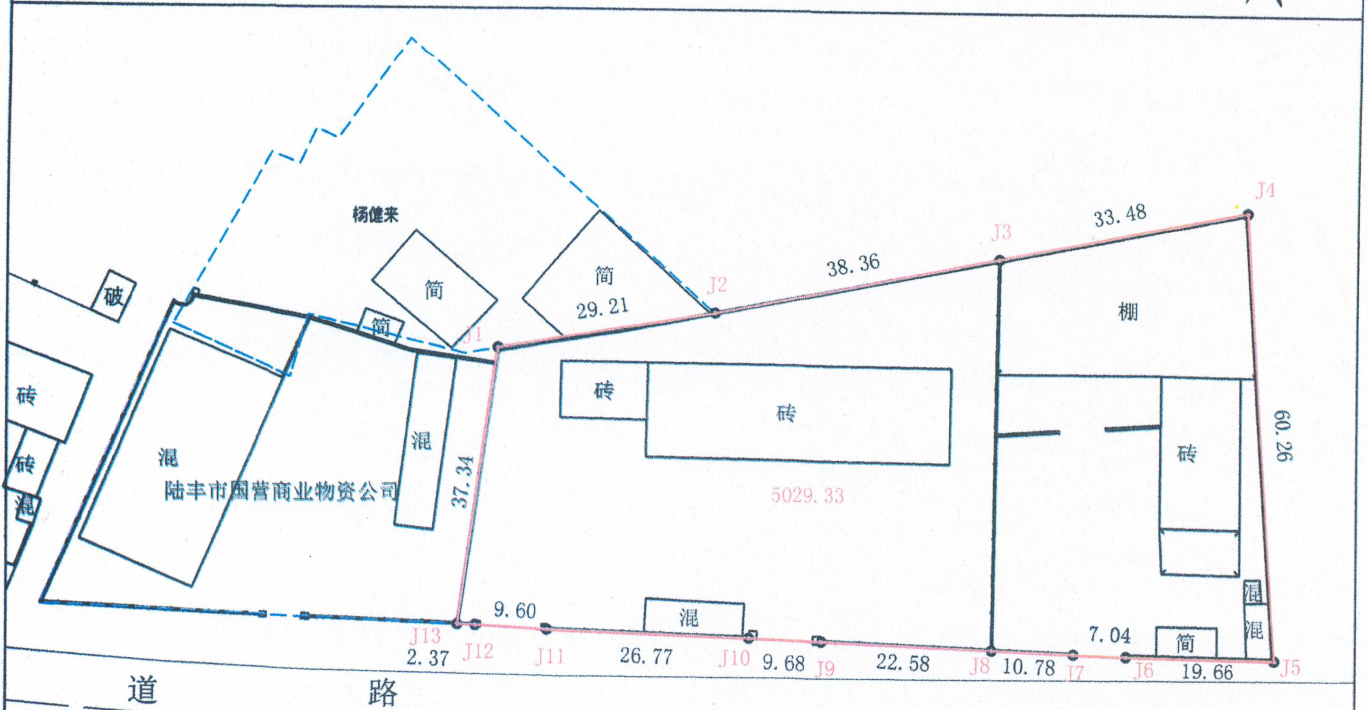 J4
33.48
J3
杨健来
38.36
简
简
29.21
J2
破
棚
简
J1
砖
砖
砖
60.26
混
混
砖
37.34
砖
陆丰市国营商业物资公司
5029.33
混
混
9.60
混
混
J13
2.37
J12
J11
26.77
J10
9.68
J9
22.58
J8
10.78
J7
7.04
J6
简
19.66
J5
道 路